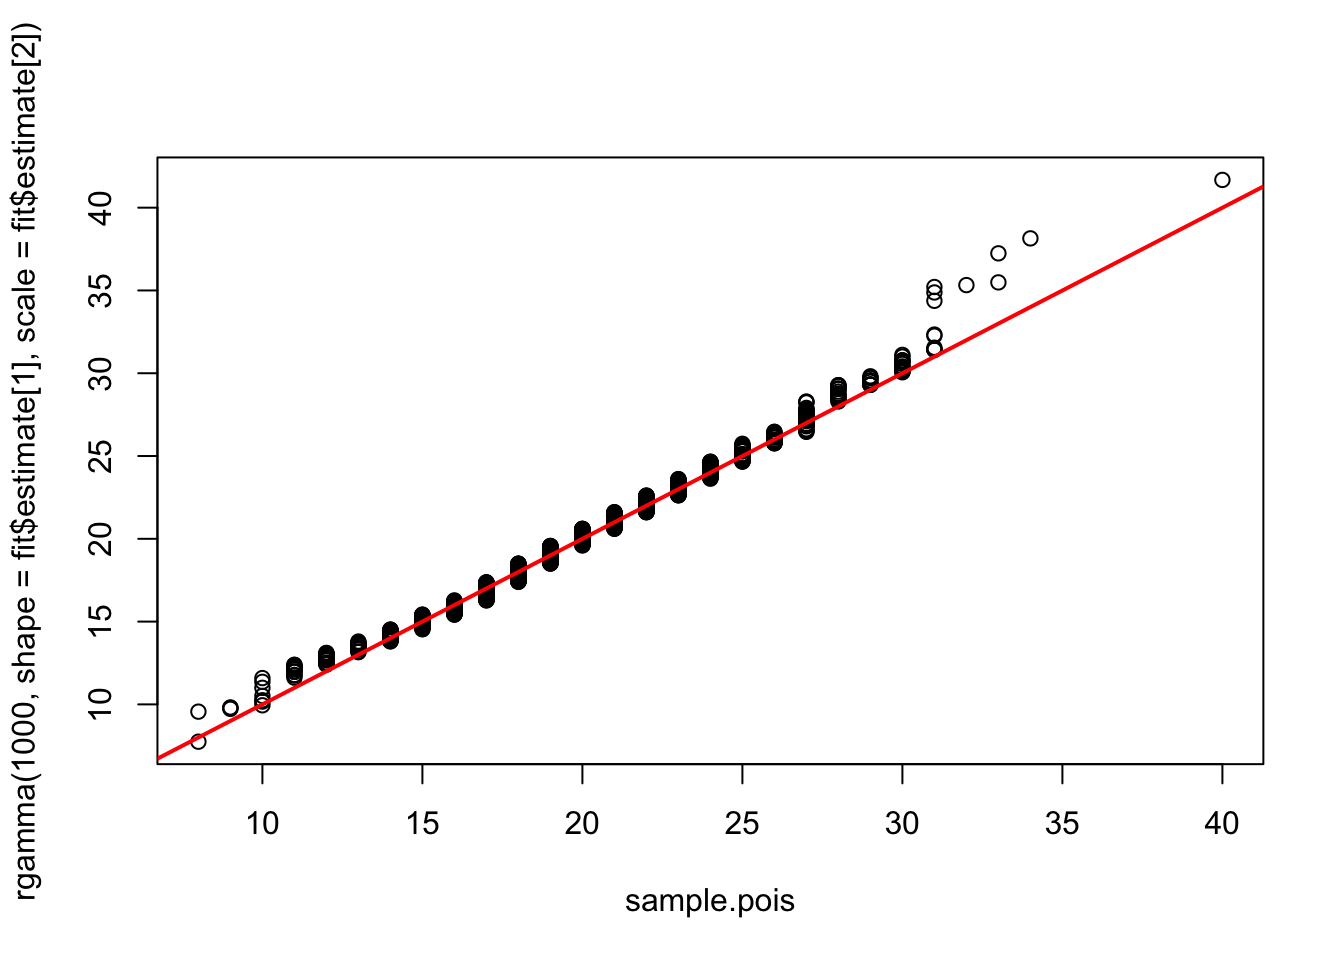 rgamma(1000, shape = fit$estimate[1], scale = fit$estimate[2])
40
35
30
25
20
15
10
10 15 20 25 30 35 40
sample.pois